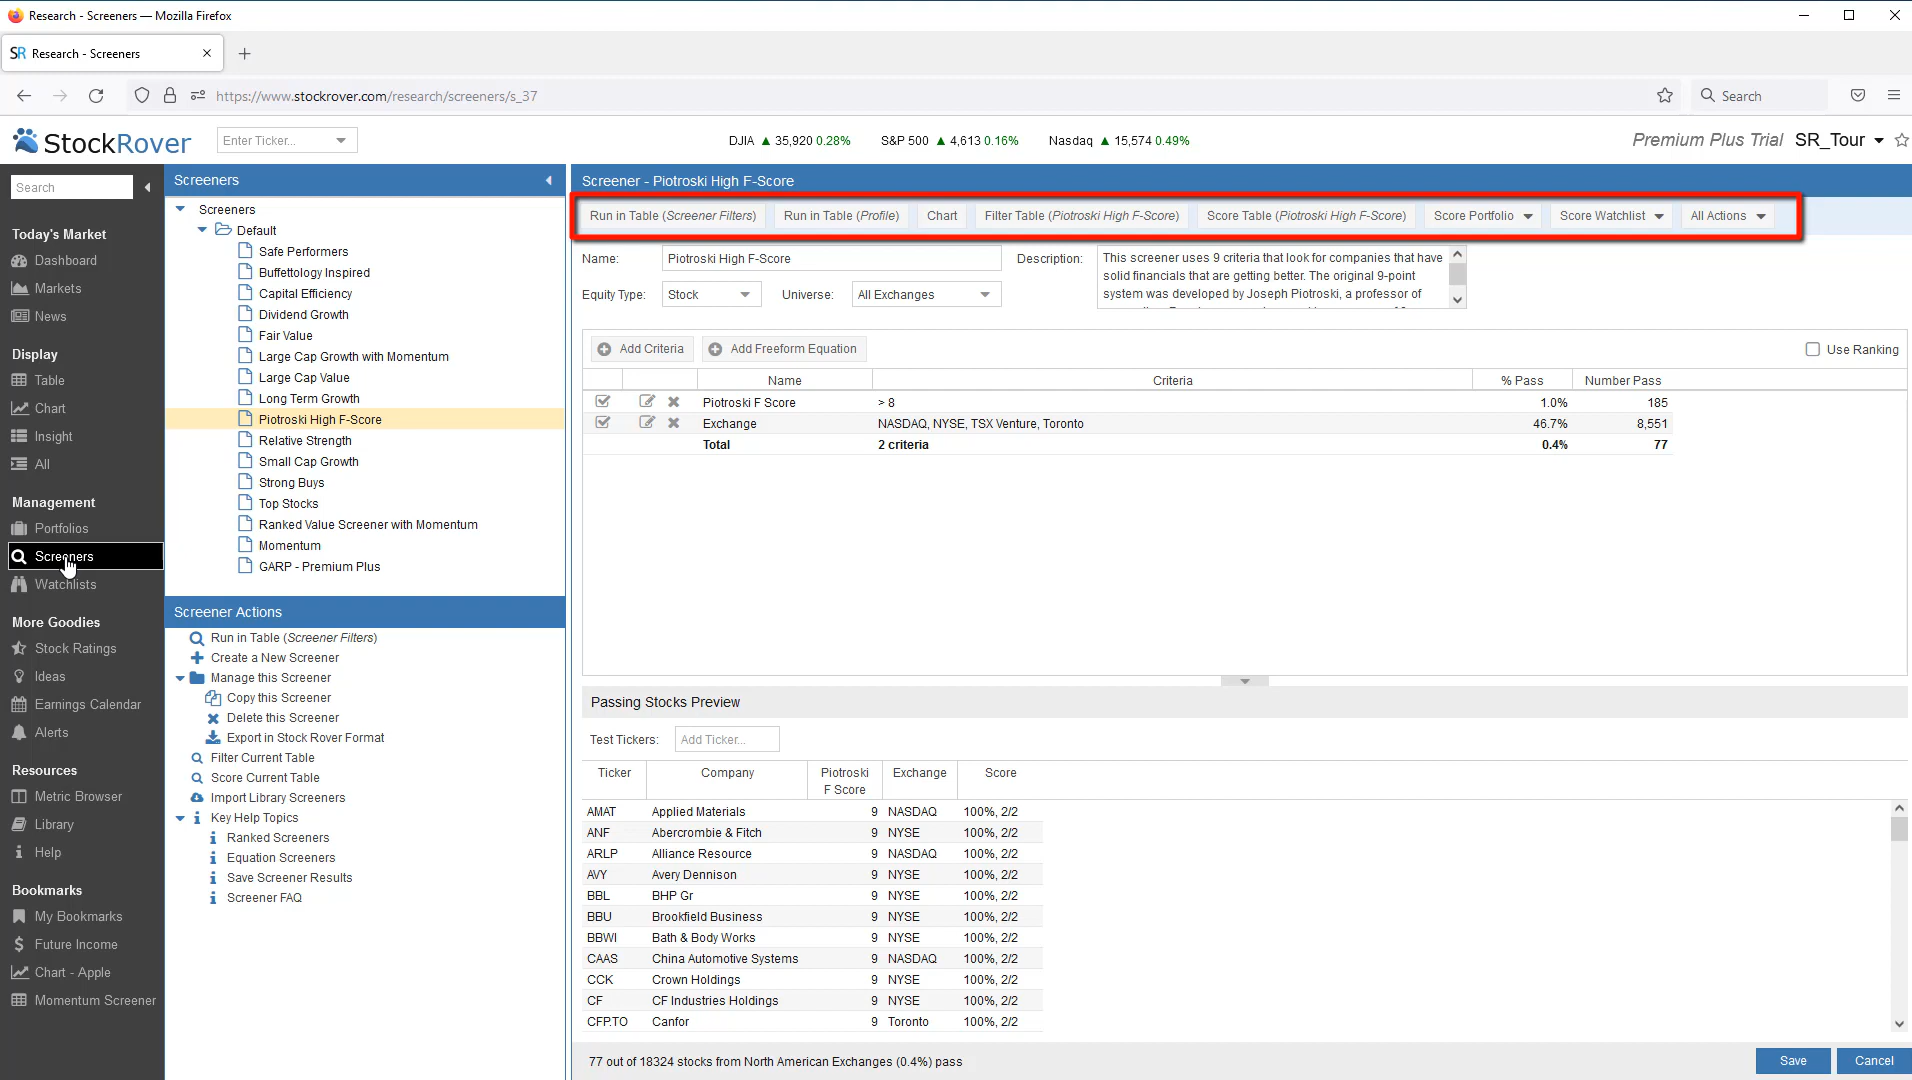 Research - Screeners — Mozilla Firefox
SR Research - Screeners
https://www.stockrover.com/research/screeners/s_37
Search
StockRover
Enter Ticker...
DJIA ▲ 35,920 0.28% S&P 500 ▲ 4,613 0.16% Nasdaq ▲ 15,574 0.49%
Premium Plus Trial SR_Tour
Search
Today's Market
Dashboard
Markets
News
Display
Table
Chart
Insight
All
Management
Portfolios
Screeners
Watchlists
More Goodies
Stock Ratings
Ideas
Earnings Calendar
Alerts
Resources
Metric Browser
Library
Help
Bookmarks
My Bookmarks
Future Income
Chart - Apple
Momentum Screener
Screeners
Screeners
Default
Safe Performers
Buffettology Inspired
Capital Efficiency
Dividend Growth
Fair Value
Large Cap Growth with Momentum
Large Cap Value
Long Term Growth
Piotroski High F-Score
Relative Strength
Small Cap Growth
Strong Buys
Top Stocks
Ranked Value Screener with Momentum
Momentum
GARP - Premium Plus
Screener Actions
Run in Table (Screener Filters)
Create a New Screener
Manage this Screener
Copy this Screener
Delete this Screener
Export in Stock Rover Format
Filter Current Table
Score Current Table
Import Library Screeners
Key Help Topics
Ranked Screeners
Equation Screeners
Save Screener Results
Screener FAQ
Screener - Piotroski High F-Score
Run in Table (Screener Filters) Run in Table (Profile) Chart Filter Table (Piotroski High F-Score) Score Table (Piotroski High F-Score) Score Portfolio Score Watchlist All Actions
Name: Piotroski High F-Score
Equity Type: Stock Universe: All Exchanges
Description: This screener uses 9 criteria that look for companies that have
solid financials that are getting better. The original 9-point
system was developed by Joseph Piotroski, a professor of
Add Criteria Add Freeform Equation Use Ranking
Name Criteria % Pass Number Pass
Piotroski F Score > 8 1.0% 185
Exchange NASDAQ, NYSE, TSX Venture, Toronto 46.7% 8,551
Total 2 criteria 0.4% 77
Passing Stocks Preview
Test Tickers: Add Ticker...
Ticker Company Piotroski F Score Exchange Score
AMAT Applied Materials 9 NASDAQ 100%, 2/2
ANF Abercrombie & Fitch 9 NYSE 100%, 2/2
ARLP Alliance Resource 9 NASDAQ 100%, 2/2
AVY Avery Dennison 9 NYSE 100%, 2/2
BBL BHP Gr 9 NYSE 100%, 2/2
BBU Brookfield Business 9 NYSE 100%, 2/2
BBWI Bath & Body Works 9 NYSE 100%, 2/2
CAAS China Automotive Systems 9 NASDAQ 100%, 2/2
CCK Crown Holdings 9 NYSE 100%, 2/2
CF CF Industries Holdings 9 NYSE 100%, 2/2
CFP.TO Canfor 9 Toronto 100%, 2/2
77 out of 18324 stocks from North American Exchanges (0.4%) pass
Save Cancel